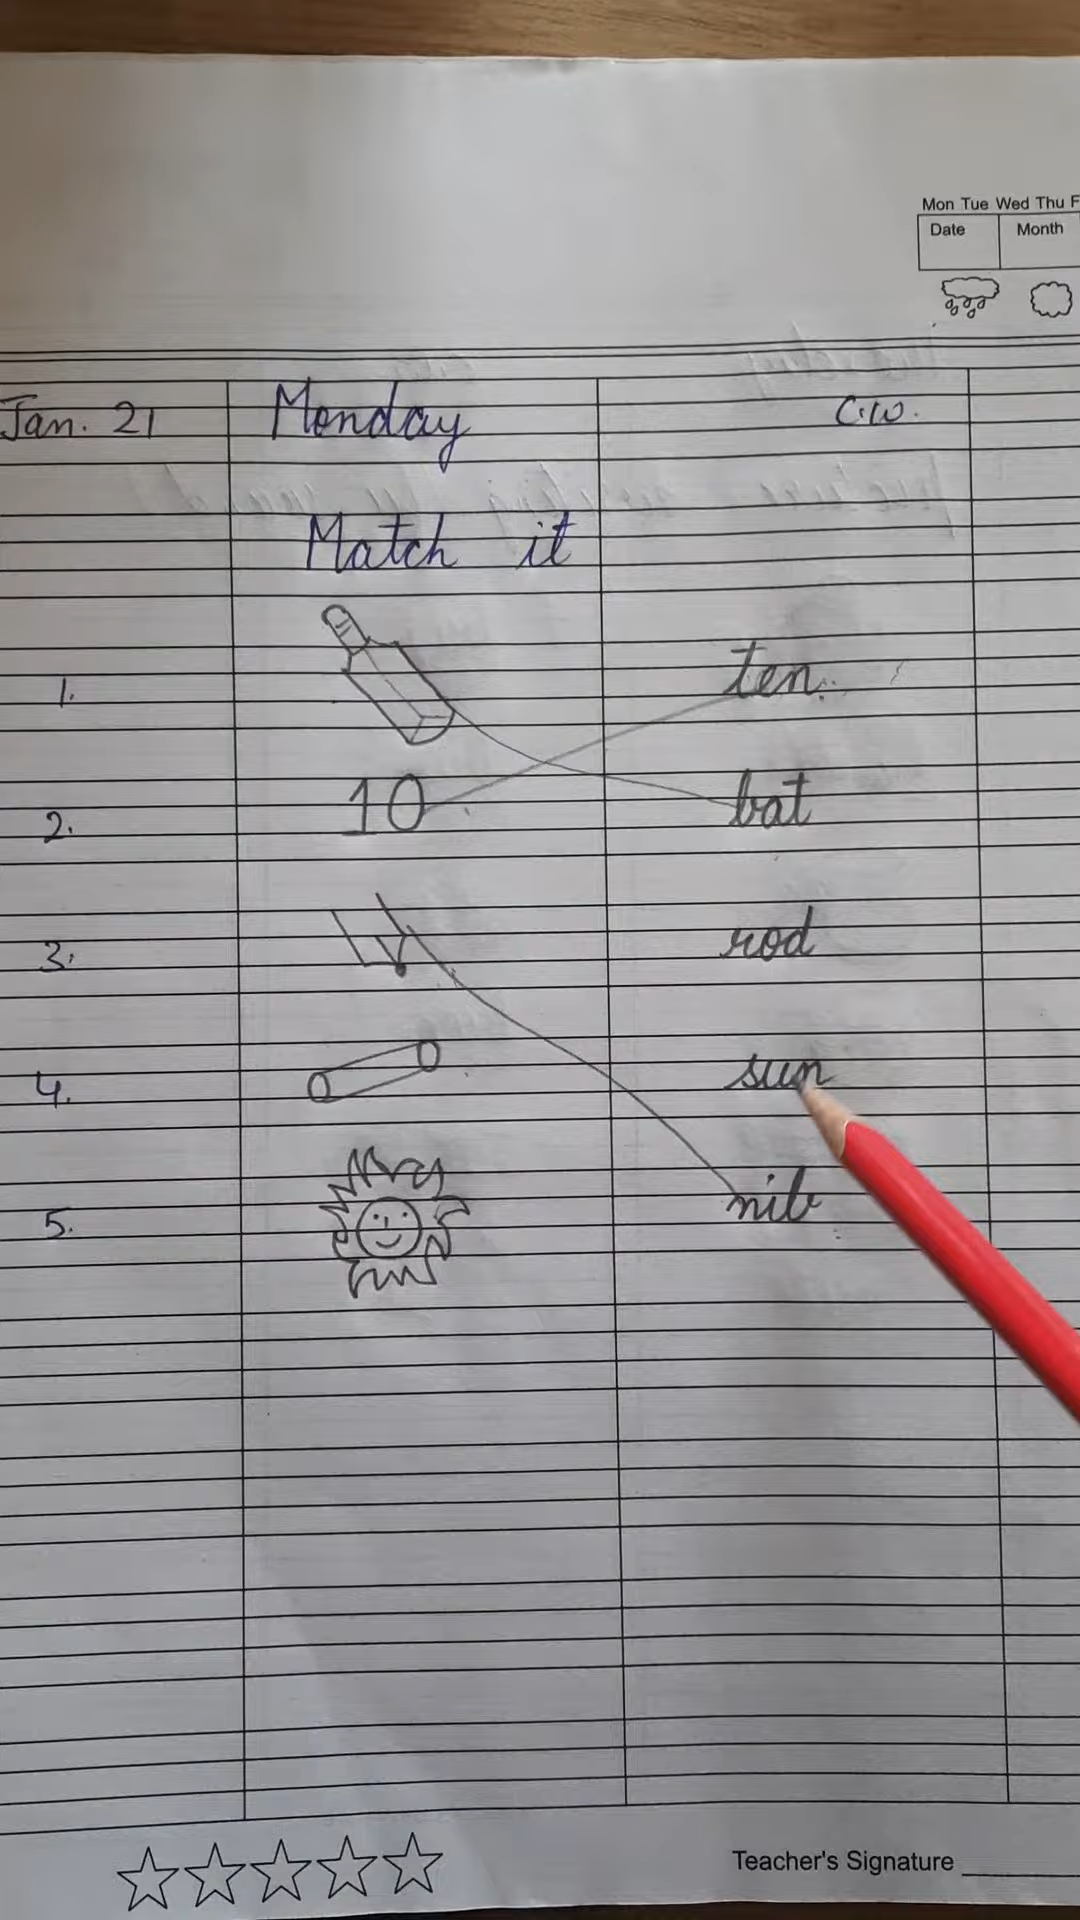 Mon Tue Wed Thu F
Date Month
Jan. 21 Monday C.W.
Match it
1. ten
2. 10 bat
3. rod
4. sun
5. nib
Teacher's Signature